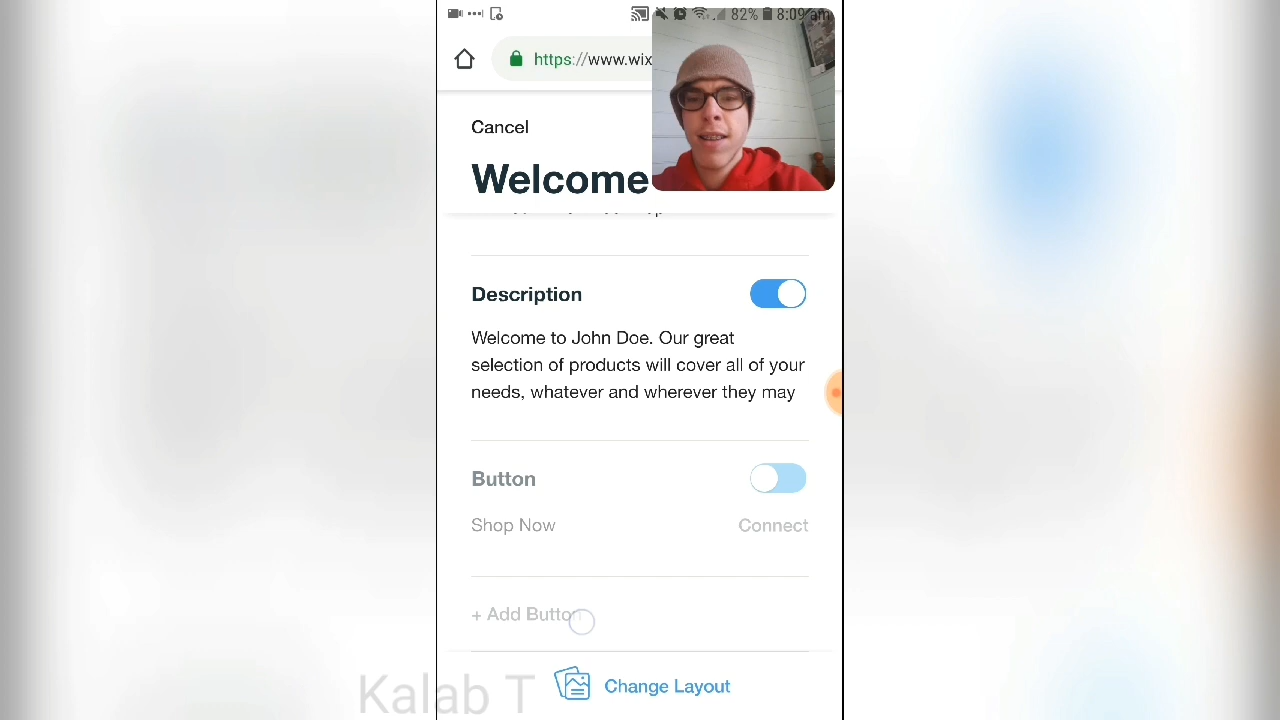 82% 8:09 am
https://www.wix
Cancel
Welcome
Description
Welcome to John Doe. Our great
selection of products will cover all of your
needs, whatever and wherever they may
Button
Shop Now Connect
+ Add Button
Change Layout
Kalab T